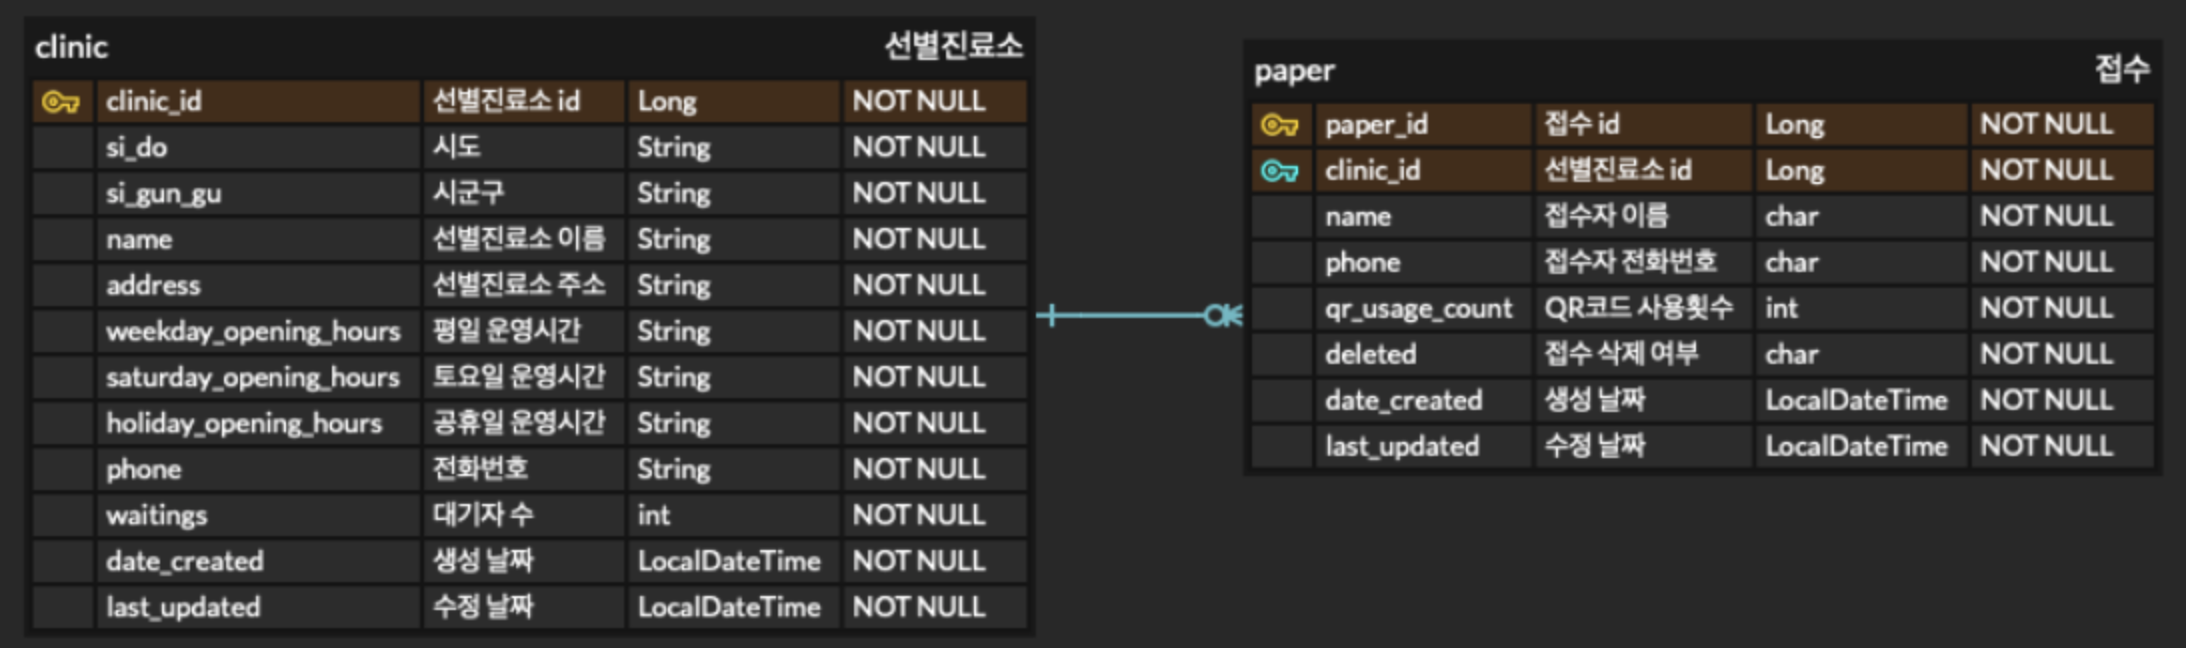 clinic 선별진료소
clinic_id 선별진료소 id Long NOT NULL
si_do 시도 String NOT NULL
si_gun_gu 시군구 String NOT NULL
name 선별진료소 이름 String NOT NULL
address 선별진료소 주소 String NOT NULL
weekday_opening_hours 평일 운영시간 String NOT NULL
saturday_opening_hours 토요일 운영시간 String NOT NULL
holiday_opening_hours 공휴일 운영시간 String NOT NULL
phone 전화번호 String NOT NULL
waitings 대기자 수 int NOT NULL
date_created 생성 날짜 LocalDateTime NOT NULL
last_updated 수정 날짜 LocalDateTime NOT NULL
paper 접수
paper_id 접수 id Long NOT NULL
clinic_id 선별진료소 id Long NOT NULL
name 접수자 이름 char NOT NULL
phone 접수자 전화번호 char NOT NULL
qr_usage_count QR코드 사용횟수 int NOT NULL
deleted 접수 삭제 여부 char NOT NULL
date_created 생성 날짜 LocalDateTime NOT NULL
last_updated 수정 날짜 LocalDateTime NOT NULL